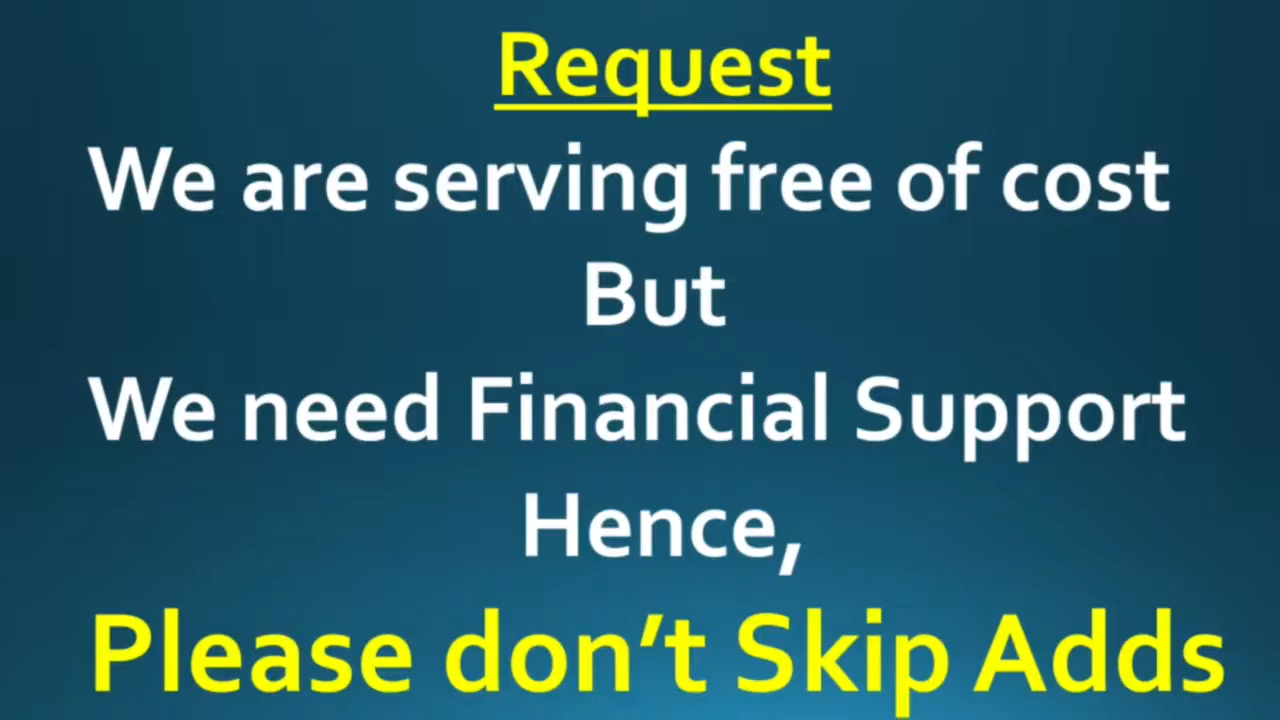 Request
We are serving free of cost
But
We need Financial Support
Hence,
Please don’t Skip Adds